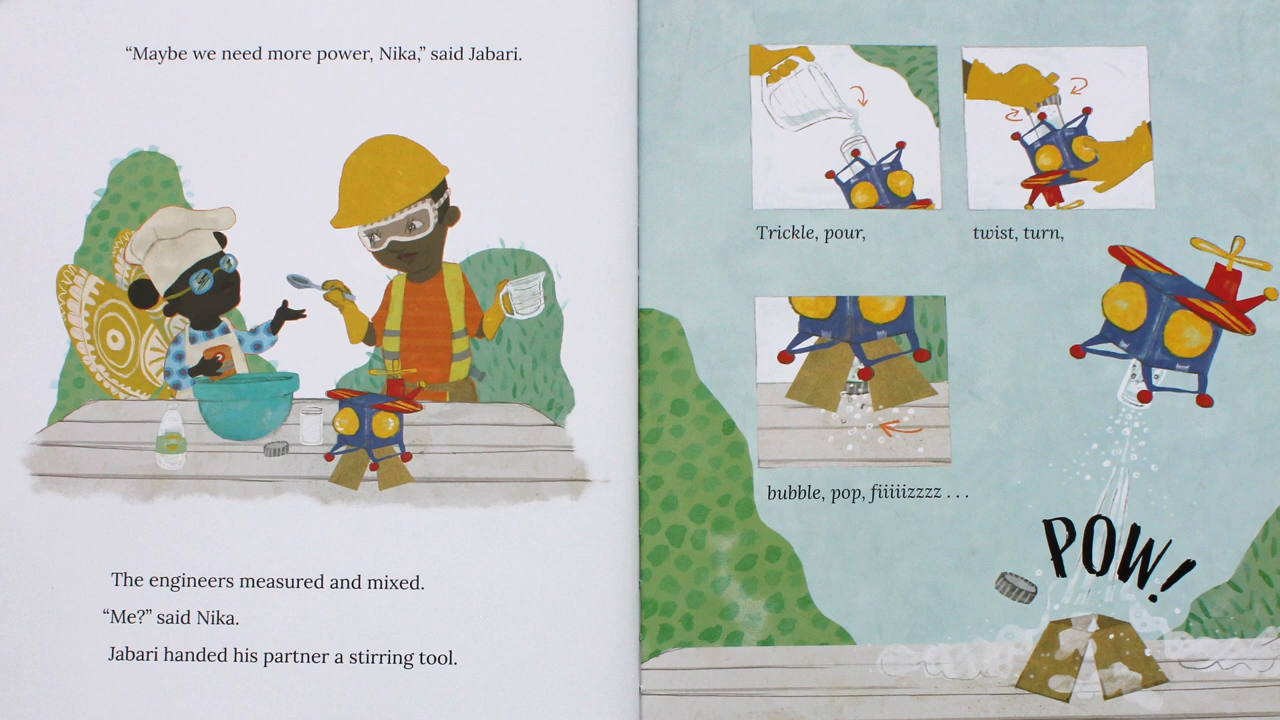 “Maybe we need more power, Nika,” said Jabari.
The engineers measured and mixed.
“Me?” said Nika.
Jabari handed his partner a stirring tool.
Trickle, pour,
twist, turn,
bubble, pop, fiiiiizzzz . . .
POW!